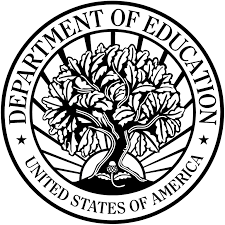 DEPARTMENT OF EDUCATION
UNITED STATES OF AMERICA